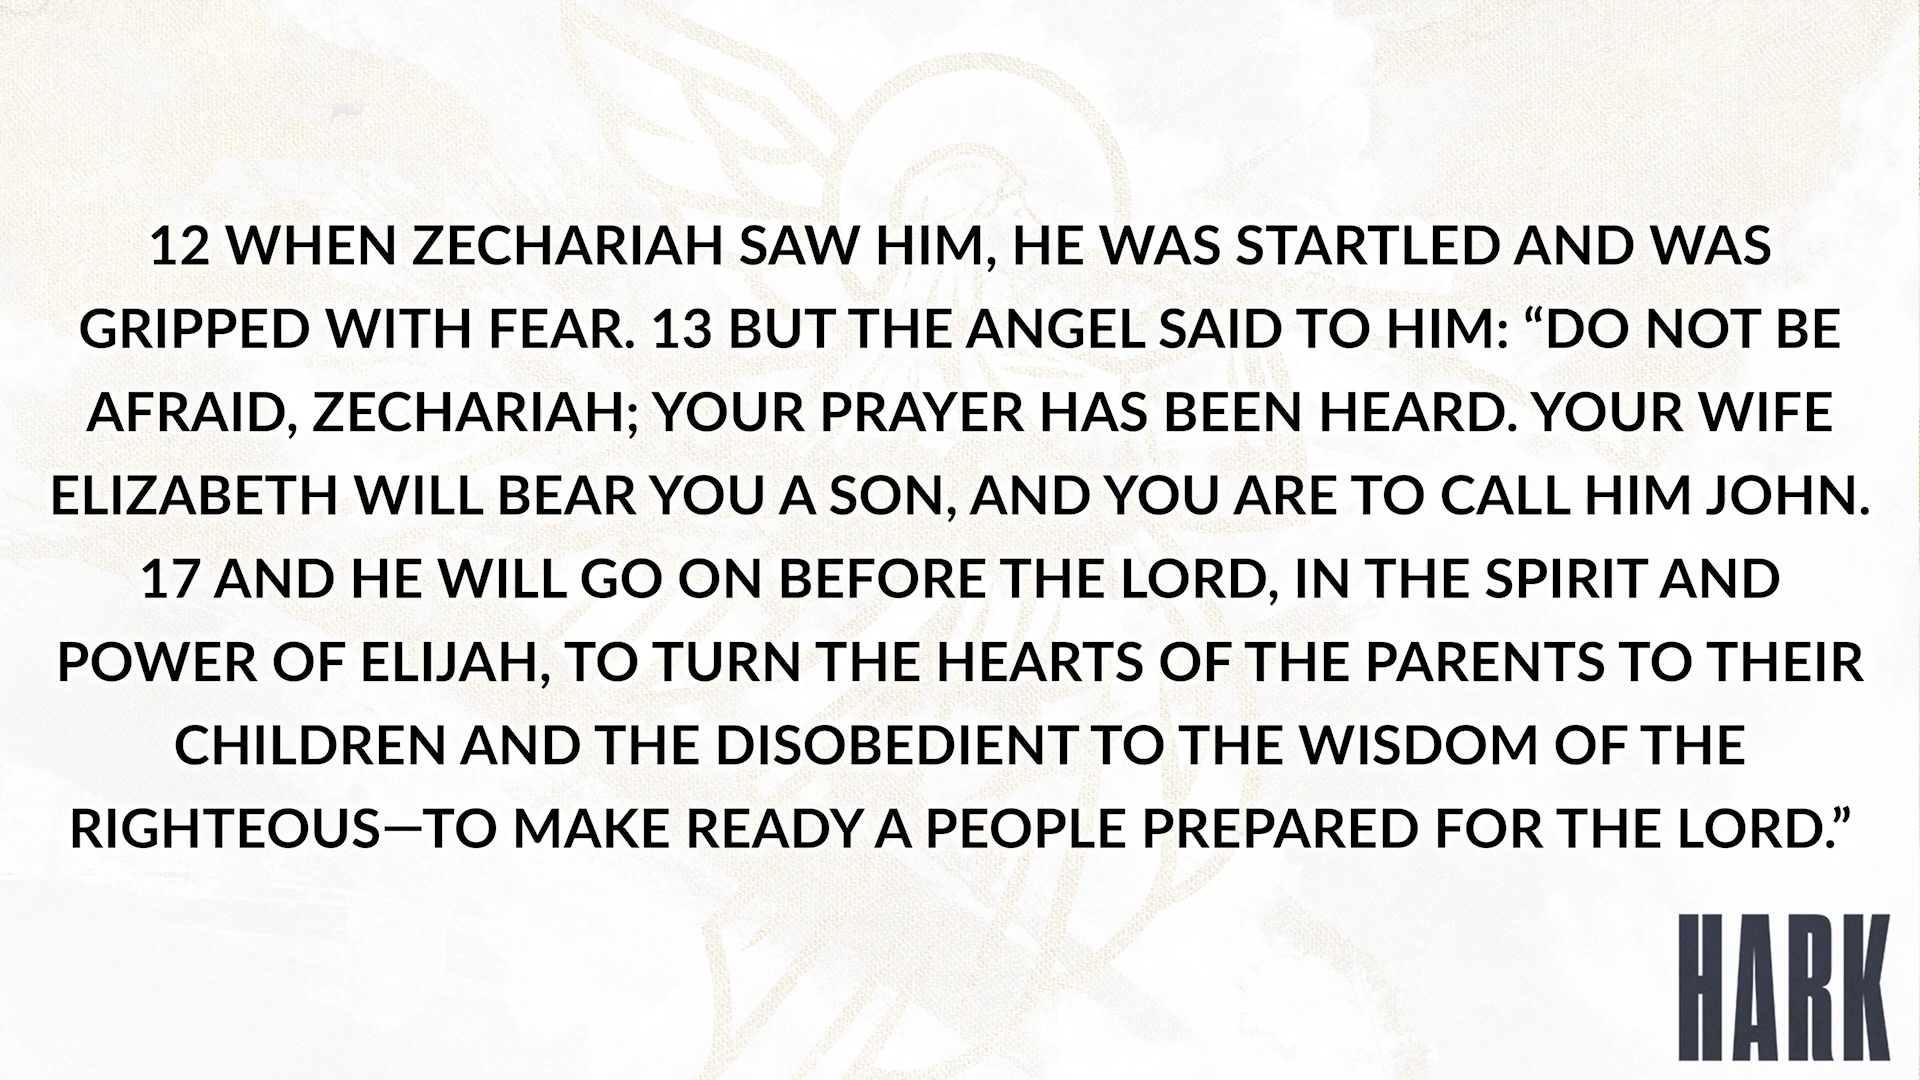 12 WHEN ZECHARIAH SAW HIM, HE WAS STARTLED AND WAS
GRIPPED WITH FEAR. 13 BUT THE ANGEL SAID TO HIM: “DO NOT BE
AFRAID, ZECHARIAH; YOUR PRAYER HAS BEEN HEARD. YOUR WIFE
ELIZABETH WILL BEAR YOU A SON, AND YOU ARE TO CALL HIM JOHN.
17 AND HE WILL GO ON BEFORE THE LORD, IN THE SPIRIT AND
POWER OF ELIJAH, TO TURN THE HEARTS OF THE PARENTS TO THEIR
CHILDREN AND THE DISOBEDIENT TO THE WISDOM OF THE
RIGHTEOUS—TO MAKE READY A PEOPLE PREPARED FOR THE LORD.”
HARK